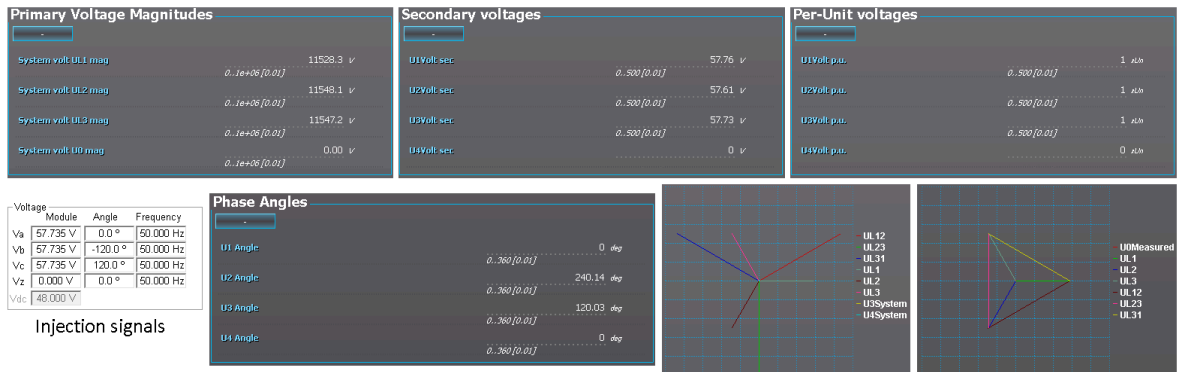 Primary Voltage Magnitudes
-
System volt UL1 mag 11528.3 V
0..1e+06 [0.01]
System volt UL2 mag 11548.1 V
0..1e+06 [0.01]
System volt UL3 mag 11547.2 V
0..1e+06 [0.01]
System volt U0 mag 0.00 V
0..1e+06 [0.01]
Secondary voltages
-
U1Volt sec 57.76 V
0..500 [0.01]
U2Volt sec 57.61 V
0..500 [0.01]
U3Volt sec 57.73 V
0..500 [0.01]
U4Volt sec 0 V
Per-Unit voltages
-
U1Volt p.u. 1 xUn
0..500 [0.01]
U2Volt p.u. 1 xUn
0..500 [0.01]
U3Volt p.u. 1 xUn
0..500 [0.01]
U4Volt p.u. 0 xUn
Voltage
Module Angle Frequency
Va 57.735 V 0.0 º 50.000 Hz
Vb 57.735 V -120.0 º 50.000 Hz
Vc 57.735 V 120.0 º 50.000 Hz
Vz 0.000 V 0.0 º 50.000 Hz
Vdc 48.000 V
Injection signals
Phase Angles
-
U1 Angle 0 deg
0..360 [0.01]
U2 Angle 240.14 deg
0..360 [0.01]
U3 Angle 120.03 deg
0..360 [0.01]
U4 Angle 0 deg
0..360 [0.01]
UL12
UL23
UL31
UL1
UL2
UL3
U3System
U4System
U0Measured
UL1
UL2
UL3
UL12
UL23
UL31